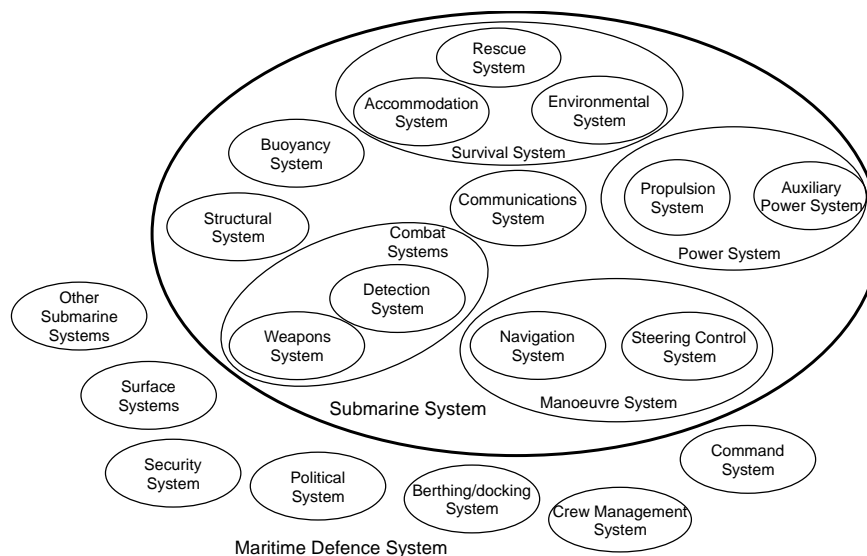 Rescue
System
Accommodation
System
Environmental
System
Survival System
Buoyancy
System
Structural
System
Communications
System
Propulsion
System
Auxiliary
Power System
Power System
Combat
Systems
Detection
System
Weapons
System
Navigation
System
Steering Control
System
Manoeuvre System
Submarine System
Other
Submarine
Systems
Surface
Systems
Security
System
Political
System
Berthing/docking
System
Crew Management
System
Command
System
Maritime Defence System